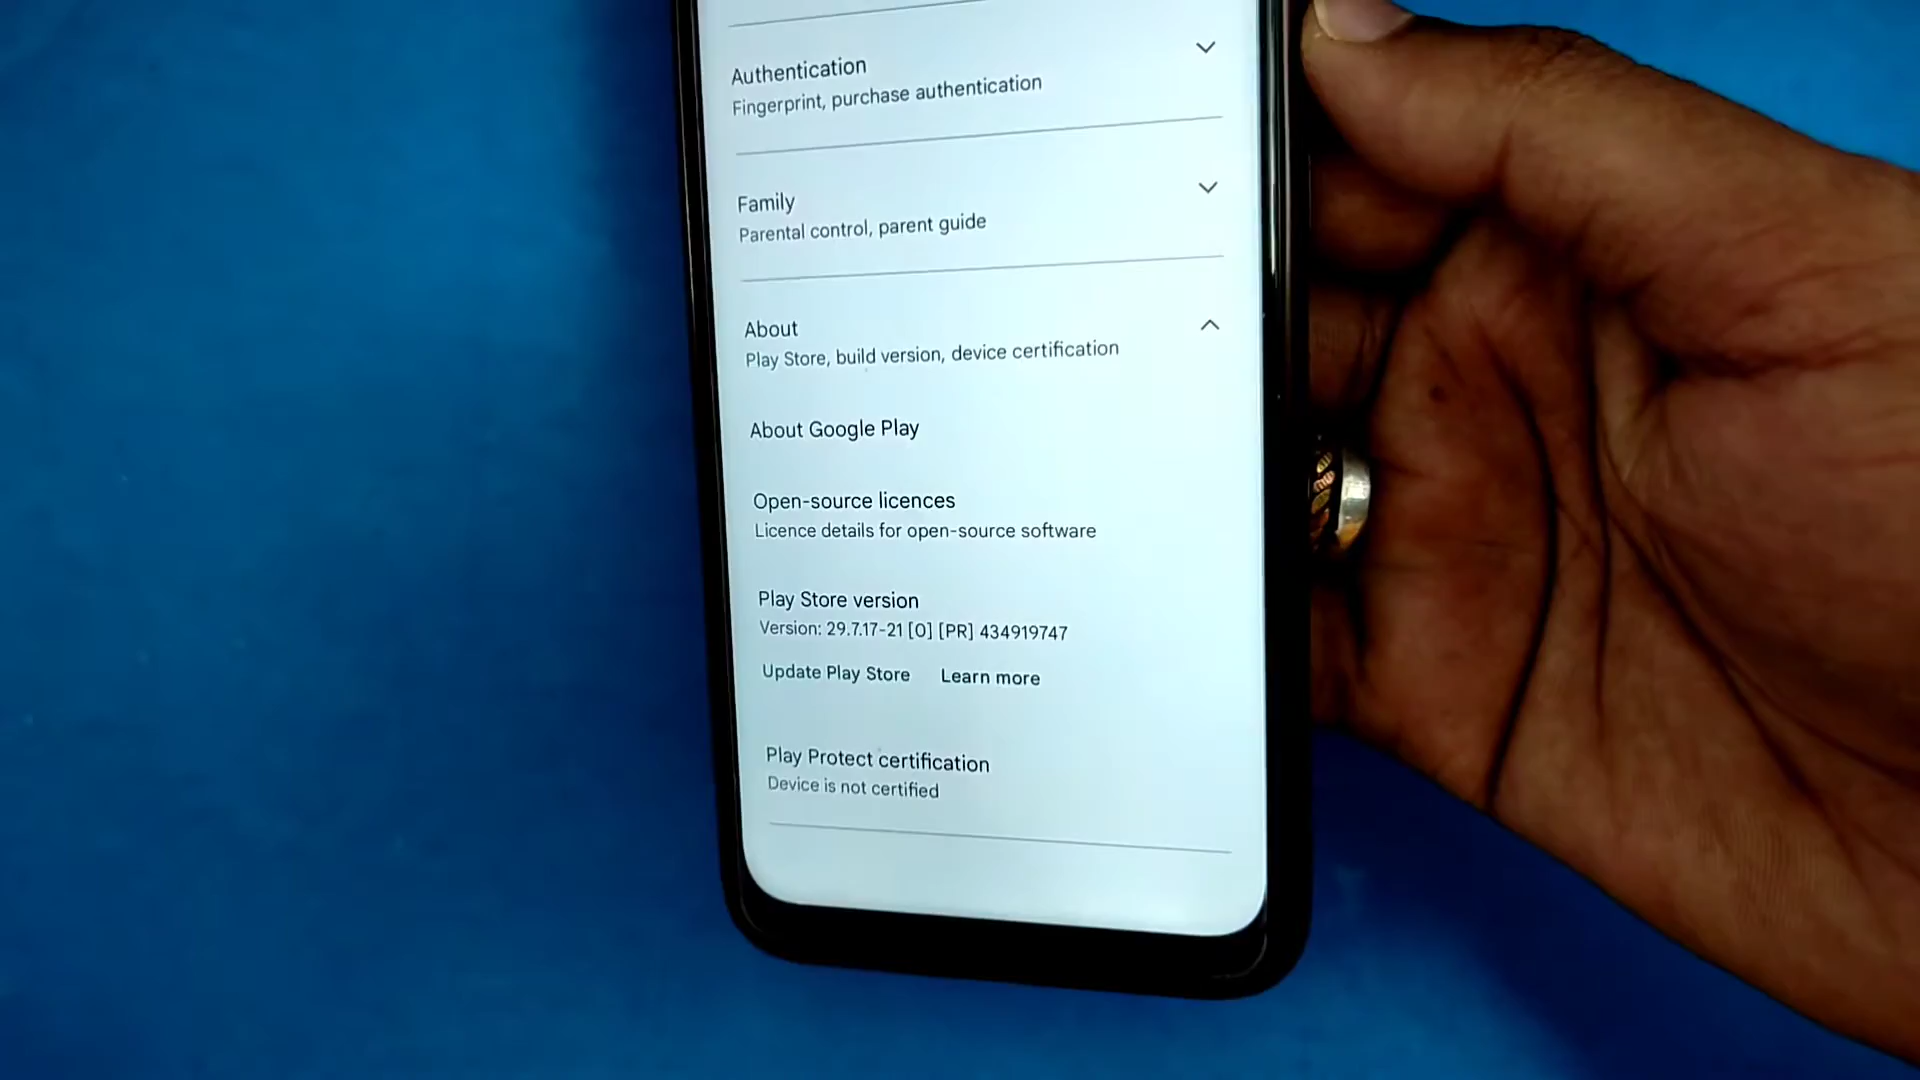 Authentication
Fingerprint, purchase authentication
Family
Parental control, parent guide
About
Play Store, build version, device certification
About Google Play
Open-source licences
Licence details for open-source software
Play Store version
Version: 29.7.17-21 [0] [PR] 434919747
Update Play Store Learn more
Play Protect certification
Device is not certified